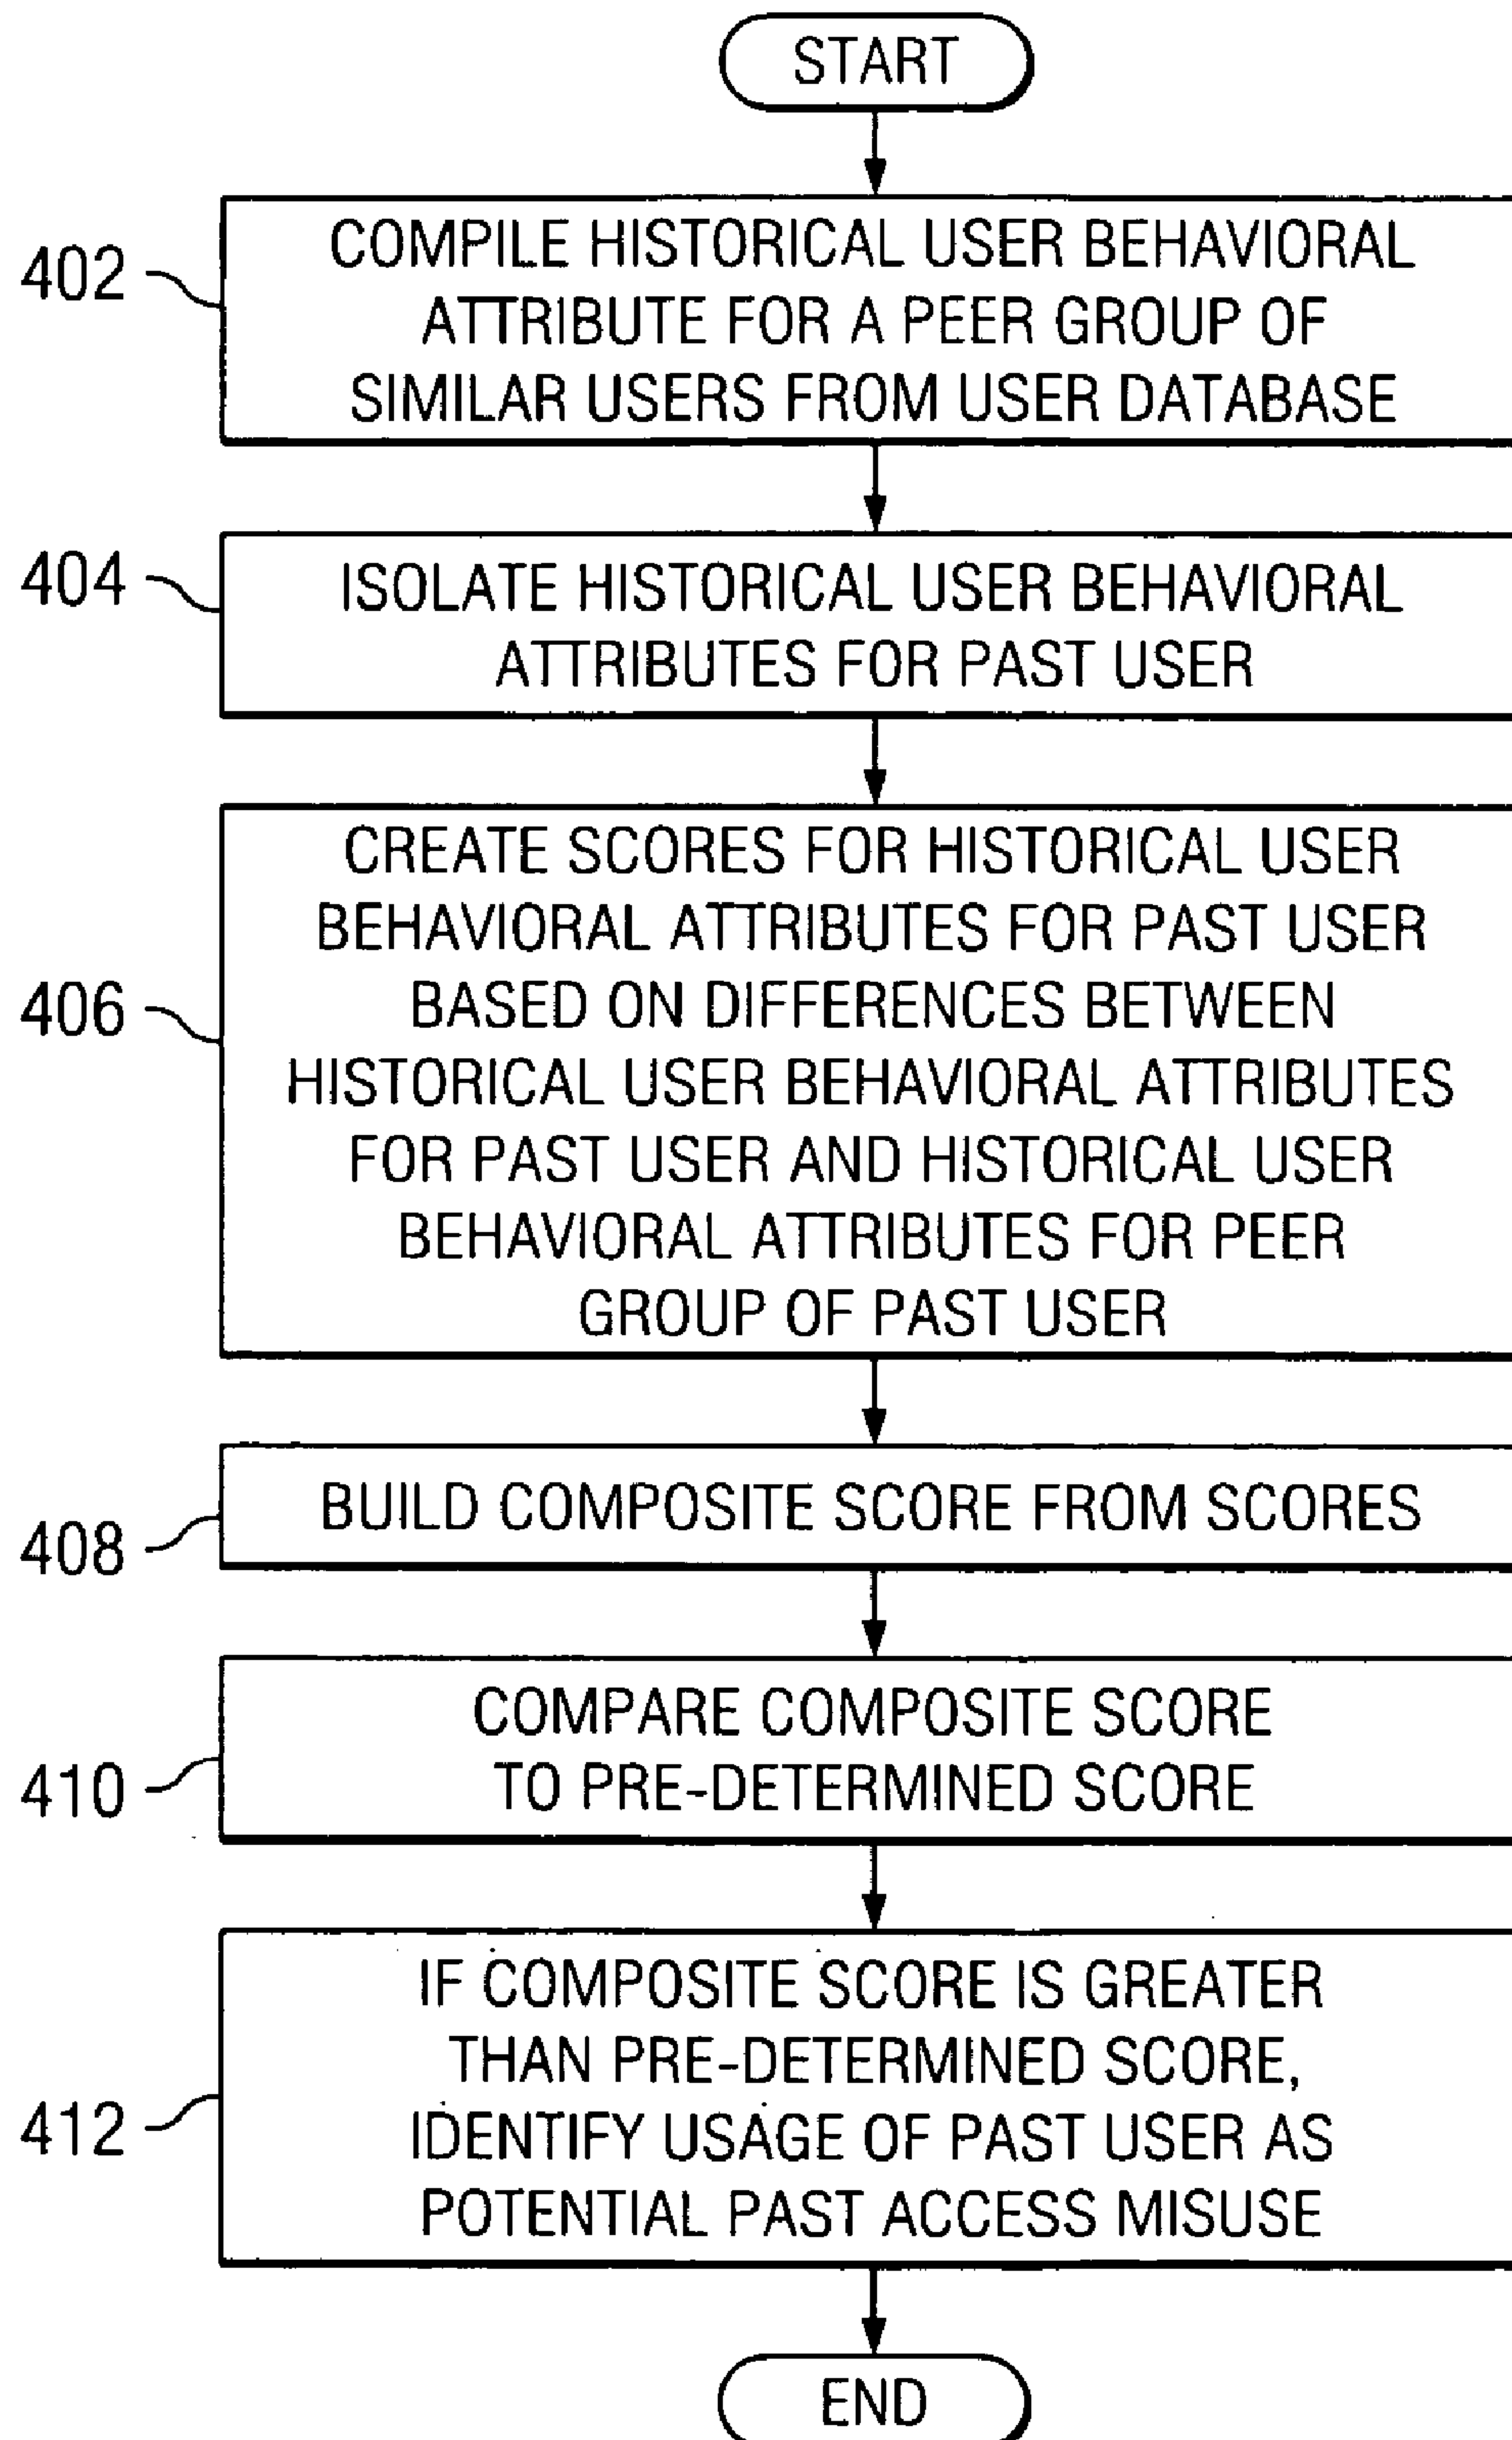 START
402
COMPILE HISTORICAL USER BEHAVIORAL
ATTRIBUTE FOR A PEER GROUP OF
SIMILAR USERS FROM USER DATABASE
404
ISOLATE HISTORICAL USER BEHAVIORAL
ATTRIBUTES FOR PAST USER
406
CREATE SCORES FOR HISTORICAL USER
BEHAVIORAL ATTRIBUTES FOR PAST USER
BASED ON DIFFERENCES BETWEEN
HISTORICAL USER BEHAVIORAL ATTRIBUTES
FOR PAST USER AND HISTORICAL USER
BEHAVIORAL ATTRIBUTES FOR PEER
GROUP OF PAST USER
408
BUILD COMPOSITE SCORE FROM SCORES
410
COMPARE COMPOSITE SCORE
TO PRE-DETERMINED SCORE
412
IF COMPOSITE SCORE IS GREATER
THAN PRE-DETERMINED SCORE,
IDENTIFY USAGE OF PAST USER AS
POTENTIAL PAST ACCESS MISUSE
END